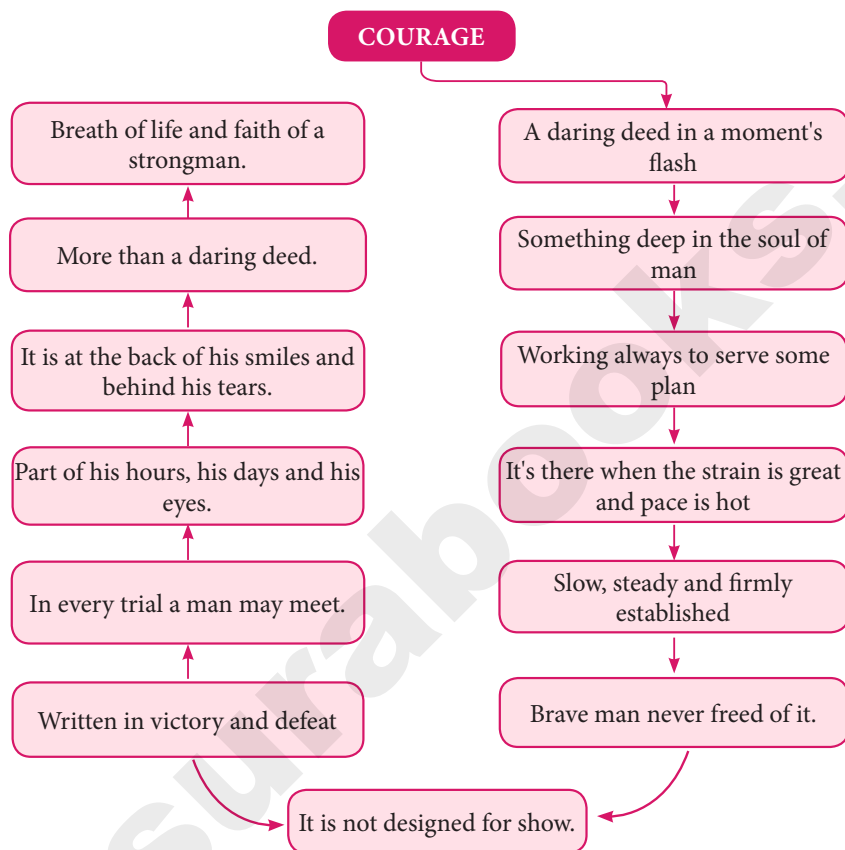 COURAGE
A daring deed in a moment's
flash
Something deep in the soul of
man
Working always to serve some
plan
It's there when the strain is great
and pace is hot
Slow, steady and firmly
established
Brave man never freed of it.
It is not designed for show.
Written in victory and defeat
In every trial a man may meet.
Part of his hours, his days and his
eyes.
It is at the back of his smiles and
behind his tears.
More than a daring deed.
Breath of life and faith of a
strongman.
surabooks